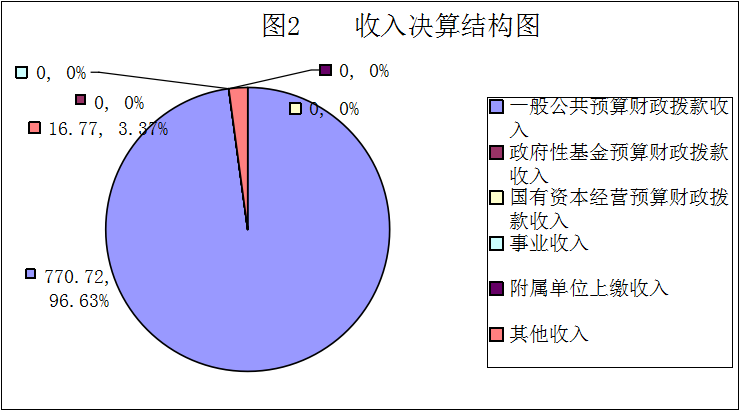 图2 收入决算结构图
0, 0%
0, 0%
0, 0%
0, 0%
16.77, 3.37%
770.72,
96.63%
一般公共预算财政拨款收
入
政府性基金预算财政拨款
收入
国有资本经营预算财政拨
款收入
事业收入
附属单位上缴收入
其他收入